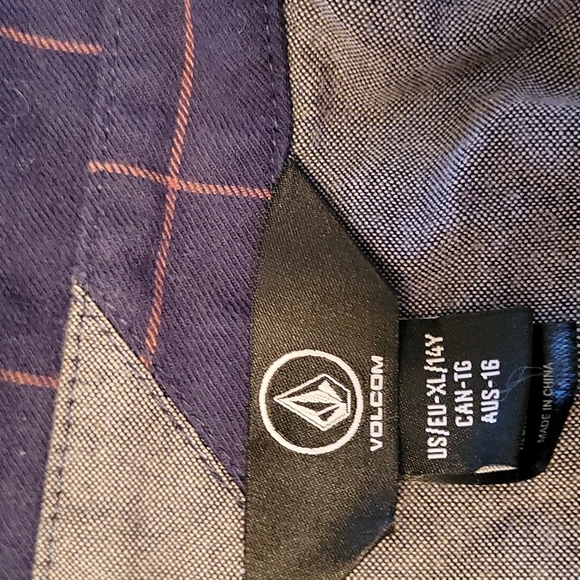 VOLCOM
US/EU-XL/14Y
CAN-TG
AUS-16
MADE IN CHINA